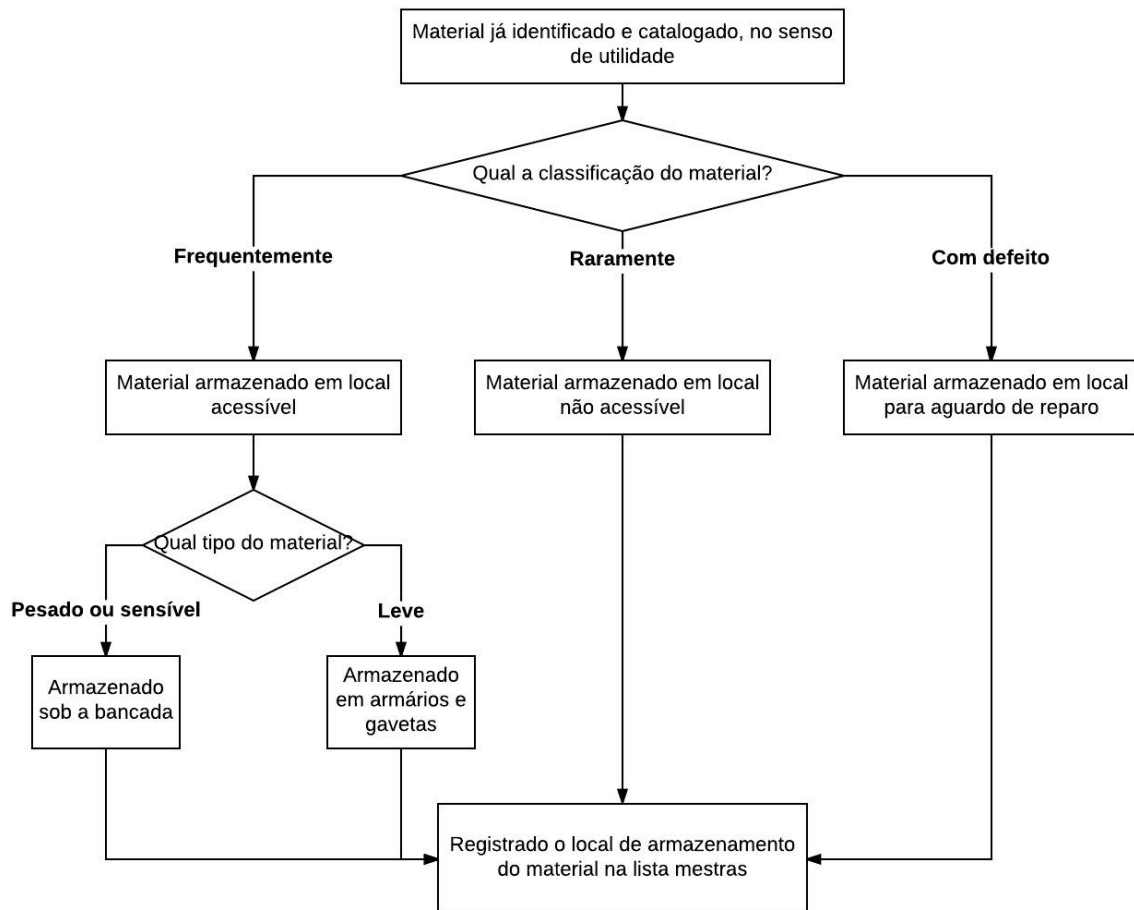 Material já identificado e catalogado, no senso
de utilidade
Qual a classificação do material?
Frequentemente
Raramente
Com defeito
Material armazenado em local
acessível
Material armazenado em local
não acessível
Material armazenado em local
para aguardo de reparo
Qual tipo do material?
Pesado ou sensível
Leve
Armazenado
sob a bancada
Armazenado
em armários e
gavetas
Registrado o local de armazenamento
do material na lista mestras